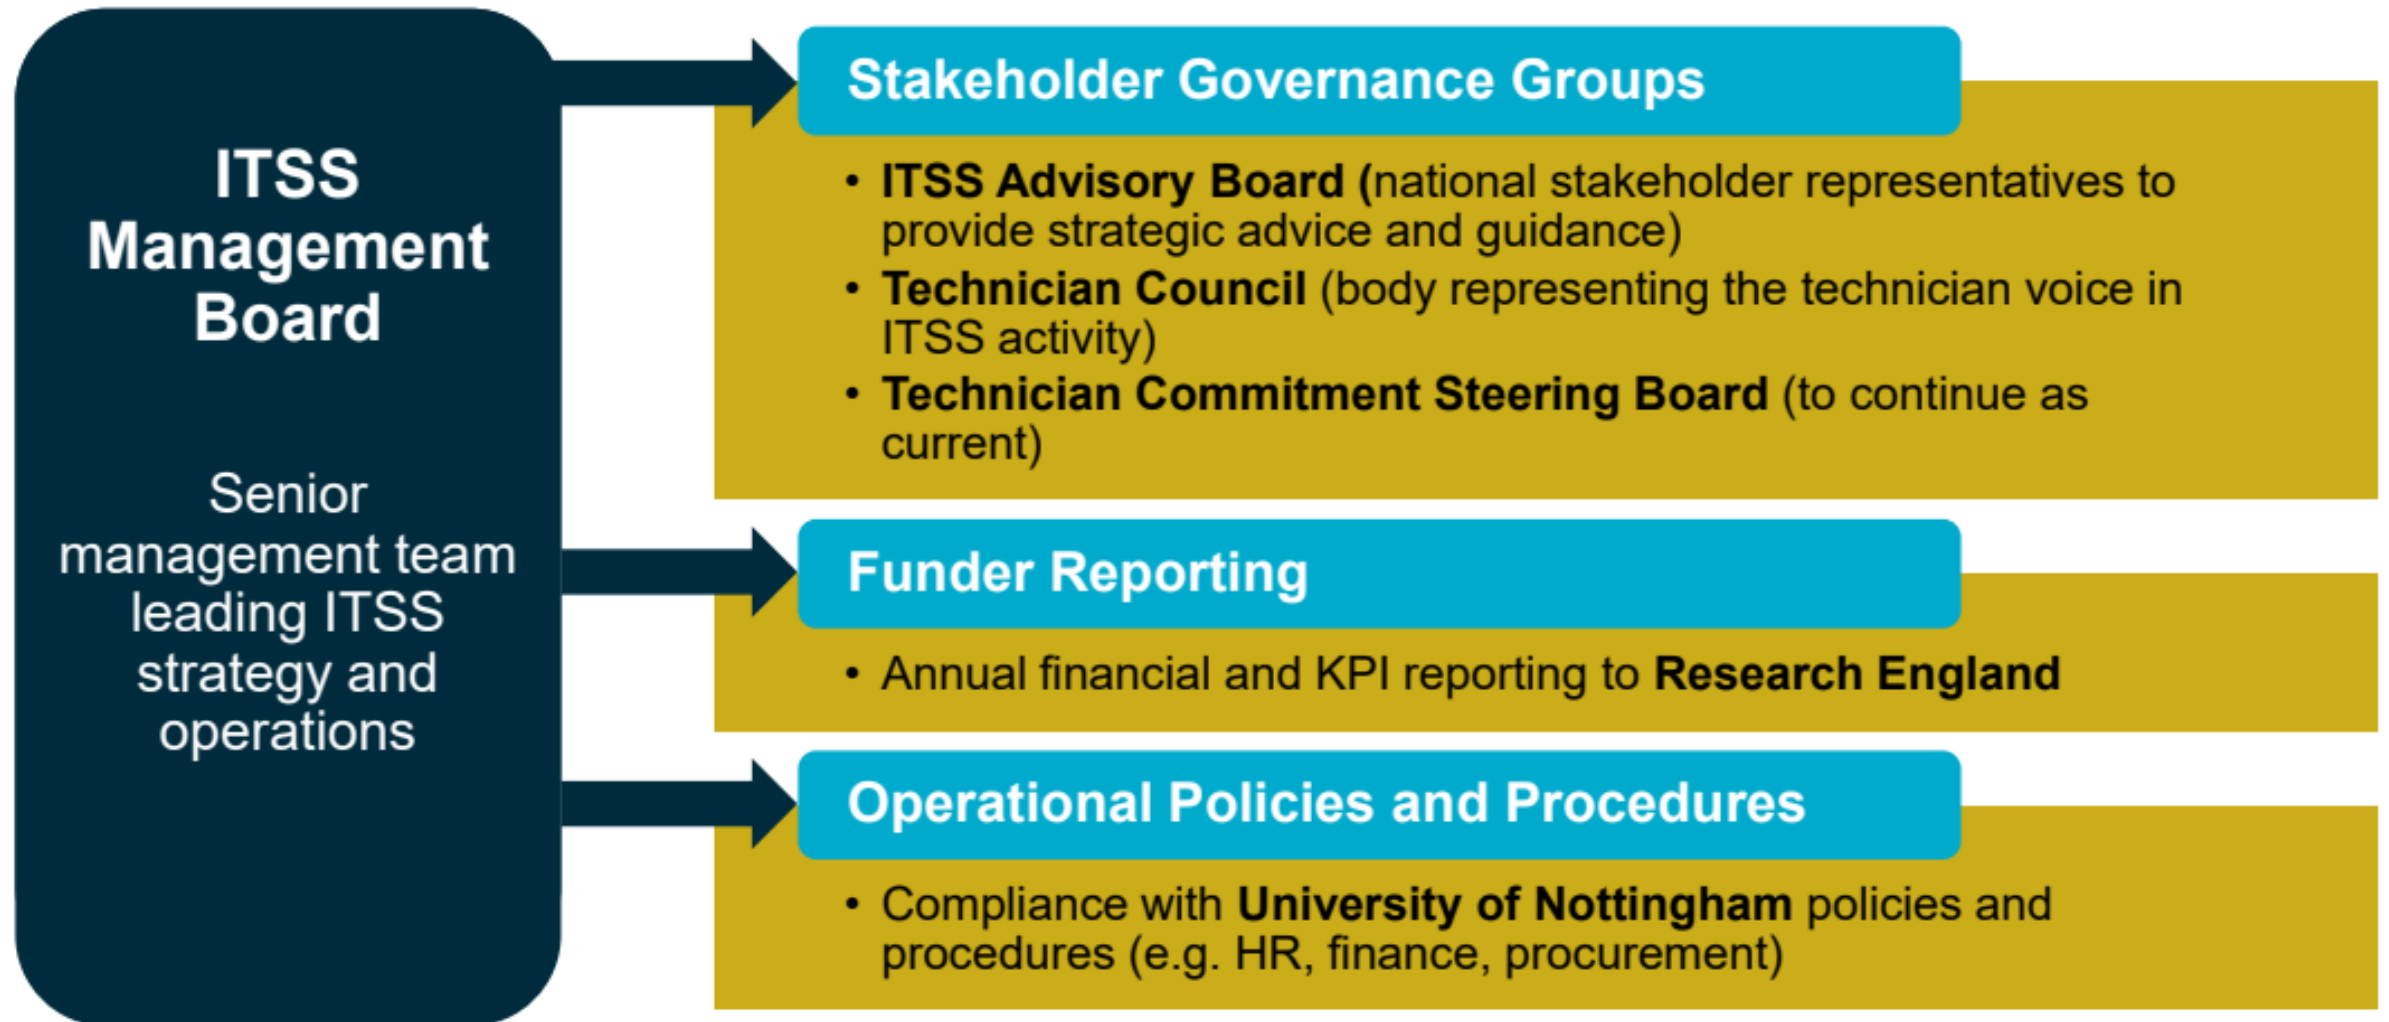 ITSS
Management
Board
Senior
management team
leading ITSS
strategy and
operations
Stakeholder Governance Groups
• ITSS Advisory Board (national stakeholder representatives to
provide strategic advice and guidance)
• Technician Council (body representing the technician voice in
ITSS activity)
• Technician Commitment Steering Board (to continue as
current)
Funder Reporting
• Annual financial and KPI reporting to Research England
Operational Policies and Procedures
• Compliance with University of Nottingham policies and
procedures (e.g. HR, finance, procurement)